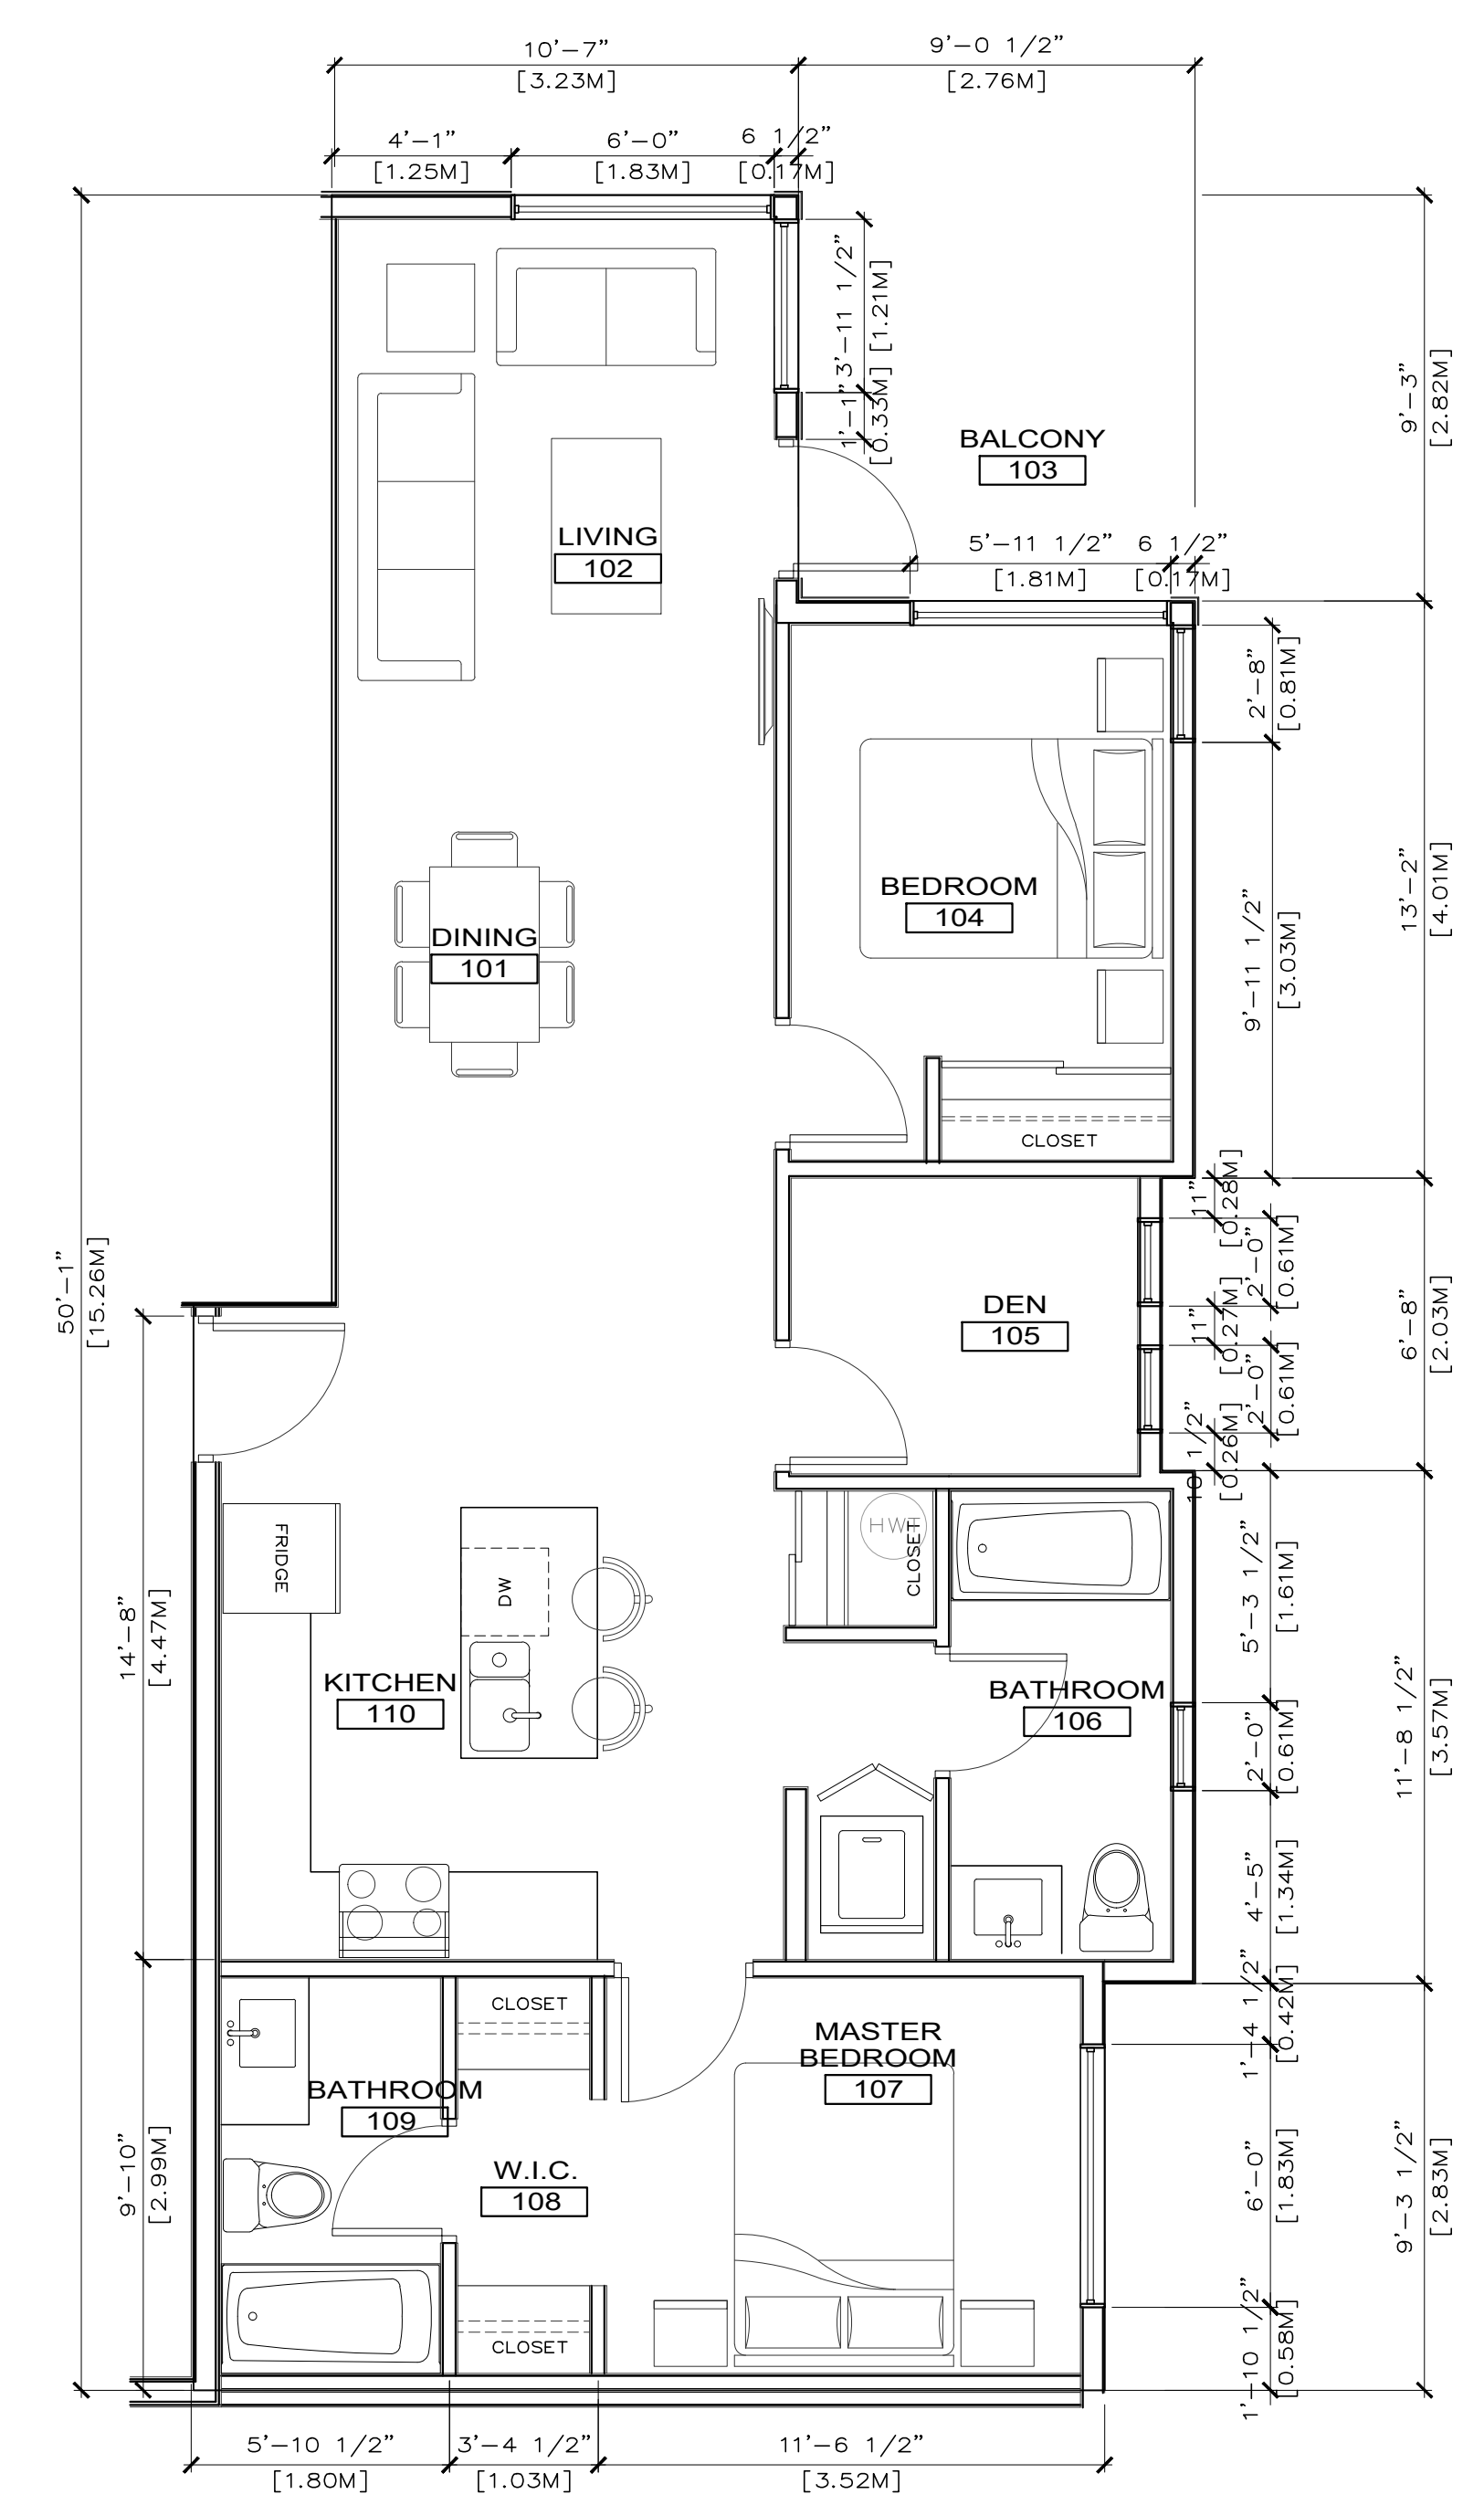 10'-7"
[3.23M]
9'-0 1/2"
[2.76M]
4'-1"
[1.25M]
6'-0"
[1.83M]
6 1/2"
[0.17M]
3'-11 1/2"
[1.21M]
1'-1"
[0.33M]
9'-3"
[2.82M]
BALCONY
103
LIVING
102
5'-11 1/2"
[1.81M]
6 1/2"
[0.17M]
2'-8"
[0.81M]
BEDROOM
104
13'-2"
[4.01M]
DINING
101
9'-11 1/2"
[3.03M]
CLOSET
11"
[0.28M]
2'-0"
[0.61M]
50'-1"
[15.26M]
DEN
105
11"
[0.27M]
6'-8"
[2.03M]
2'-0"
[0.61M]
10 1/2"
[0.26M]
FRIDGE
DW
HWT
CLOSET
5'-3 1/2"
[1.61M]
14'-8"
[4.47M]
KITCHEN
110
BATHROOM
106
2'-0"
[0.61M]
11'-8 1/2"
[3.57M]
4'-5"
[1.34M]
CLOSET
1'-4 1/2"
[0.42M]
MASTER
BEDROOM
107
BATHROOM
109
9'-10"
[2.99M]
W.I.C.
108
6'-0"
[1.83M]
9'-3 1/2"
[2.83M]
CLOSET
1'-10 1/2"
[0.58M]
5'-10 1/2"
[1.80M]
3'-4 1/2"
[1.03M]
11'-6 1/2"
[3.52M]